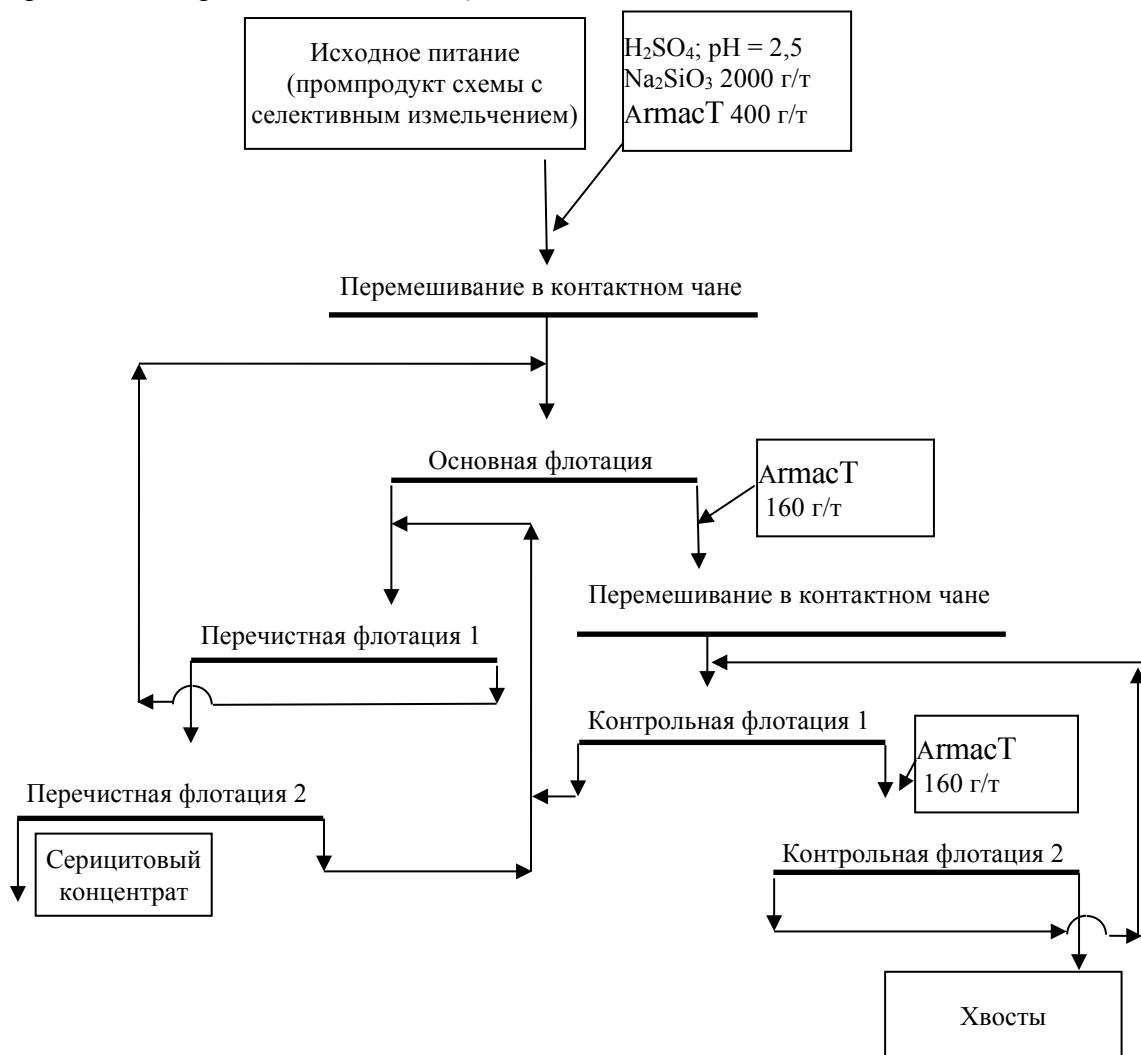 Исходное питание
(промпродукт схемы с
селективным измельчением)
H₂SO₄; pH = 2,5
Na₂SiO₃ 2000 г/т
ArmacT 400 г/т
Перемешивание в контактном чане
Основная флотация
ArmacT
160 г/т
Перемешивание в контактном чане
Перечистная флотация 1
Контрольная флотация 1
ArmacT
160 г/т
Перечистная флотация 2
Серицитовый
концентрат
Контрольная флотация 2
Хвосты